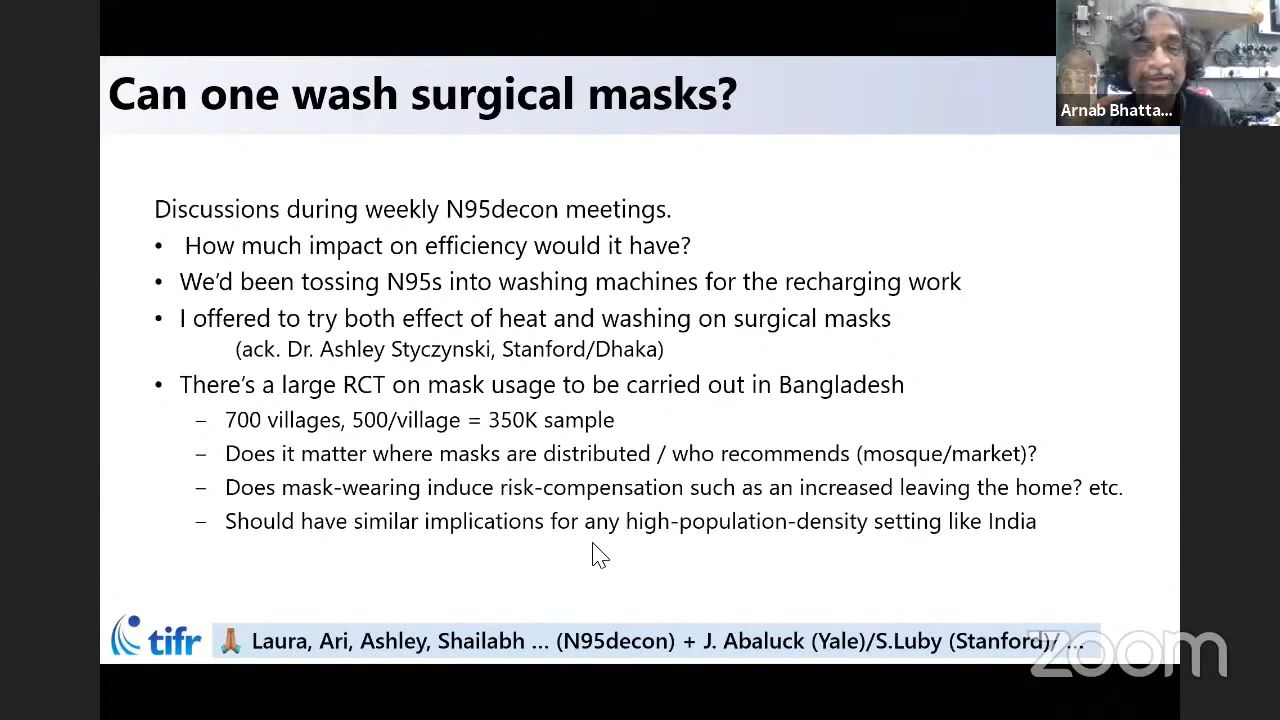 Can one wash surgical masks?
Arnab Bhatta...
Discussions during weekly N95decon meetings.
• How much impact on efficiency would it have?
• We'd been tossing N95s into washing machines for the recharging work
• I offered to try both effect of heat and washing on surgical masks
(ack. Dr. Ashley Styczynski, Stanford/Dhaka)
• There's a large RCT on mask usage to be carried out in Bangladesh
– 700 villages, 500/village = 350K sample
– Does it matter where masks are distributed / who recommends (mosque/market)?
– Does mask-wearing induce risk-compensation such as an increased leaving the home? etc.
– Should have similar implications for any high-population-density setting like India
tifr
🙏🏽 Laura, Ari, Ashley, Shailabh ... (N95decon) + J. Abaluck (Yale)/S.Luby (Stanford)/ ...
zoom